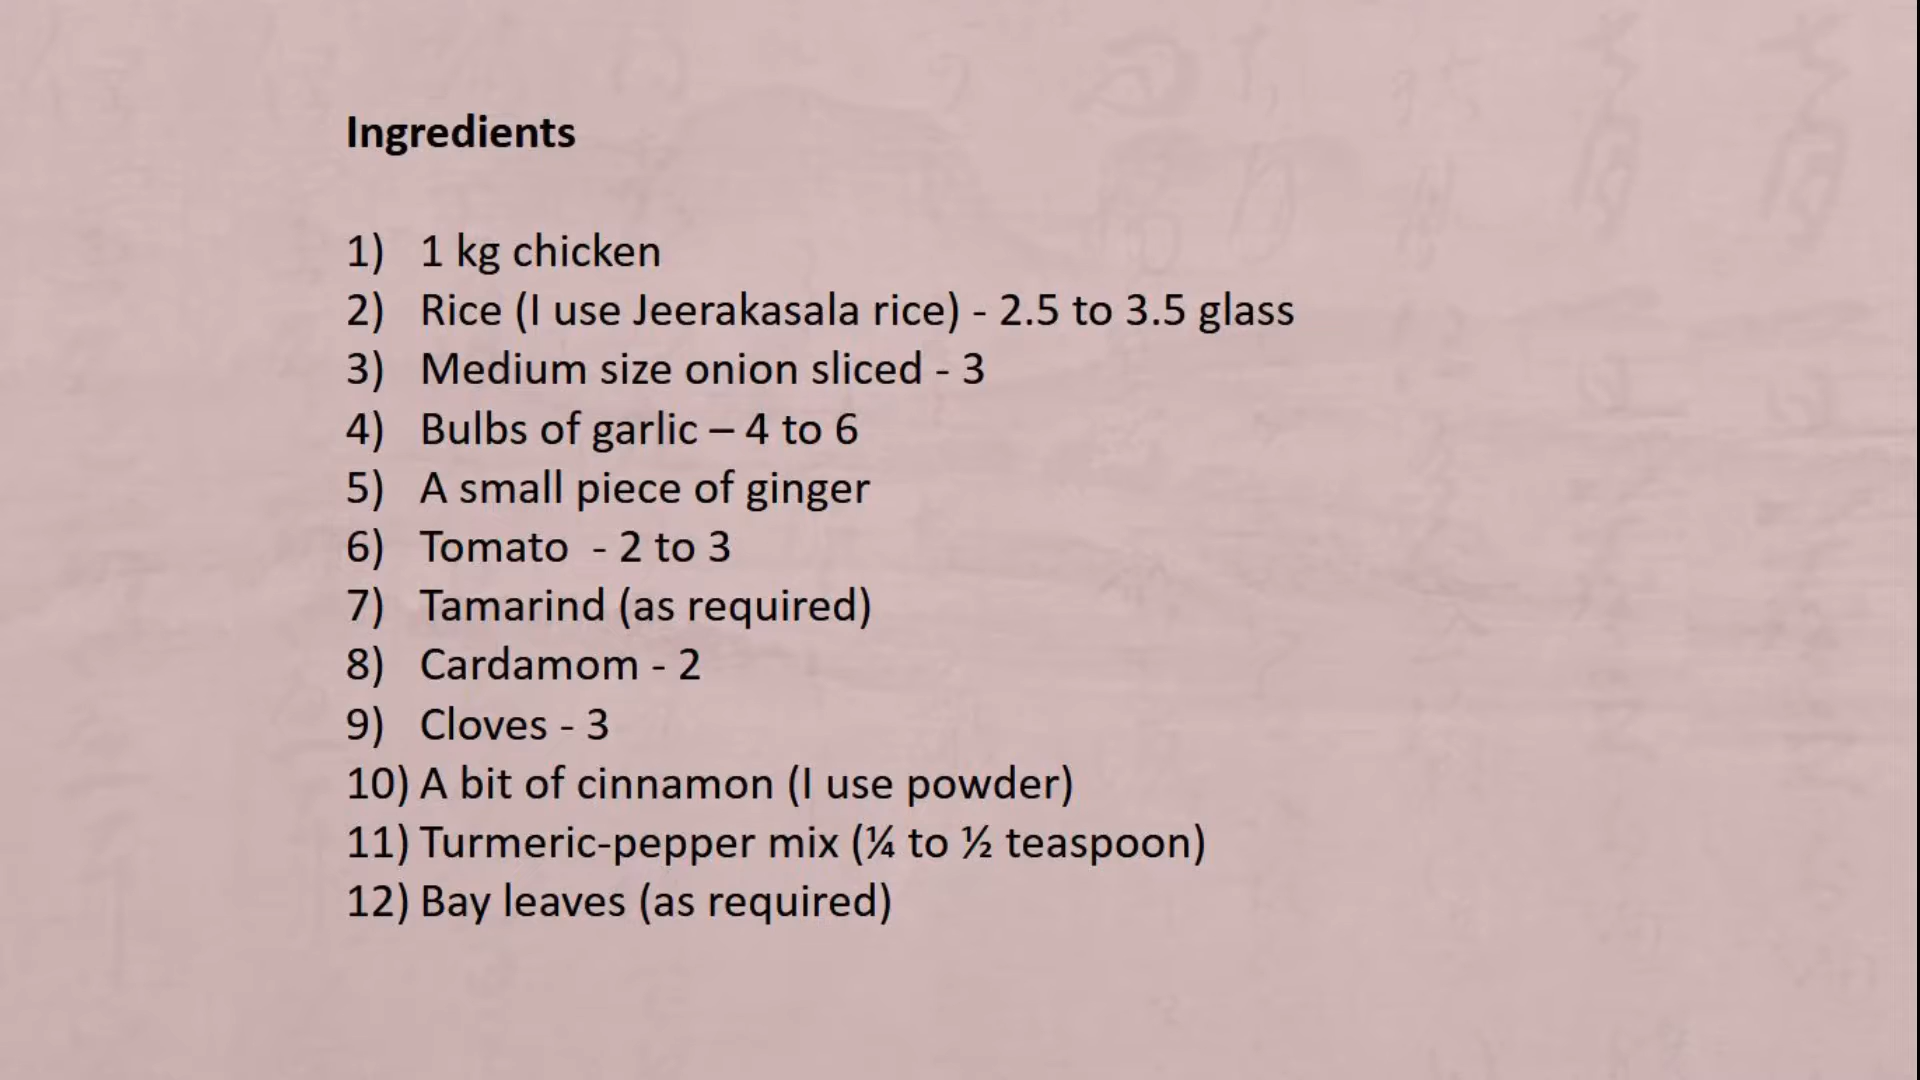 Ingredients
1) 1 kg chicken
2) Rice (I use Jeerakasala rice) - 2.5 to 3.5 glass
3) Medium size onion sliced - 3
4) Bulbs of garlic – 4 to 6
5) A small piece of ginger
6) Tomato  - 2 to 3
7) Tamarind (as required)
8) Cardamom - 2
9) Cloves - 3
10) A bit of cinnamon (I use powder)
11) Turmeric-pepper mix (¼ to ½ teaspoon)
12) Bay leaves (as required)